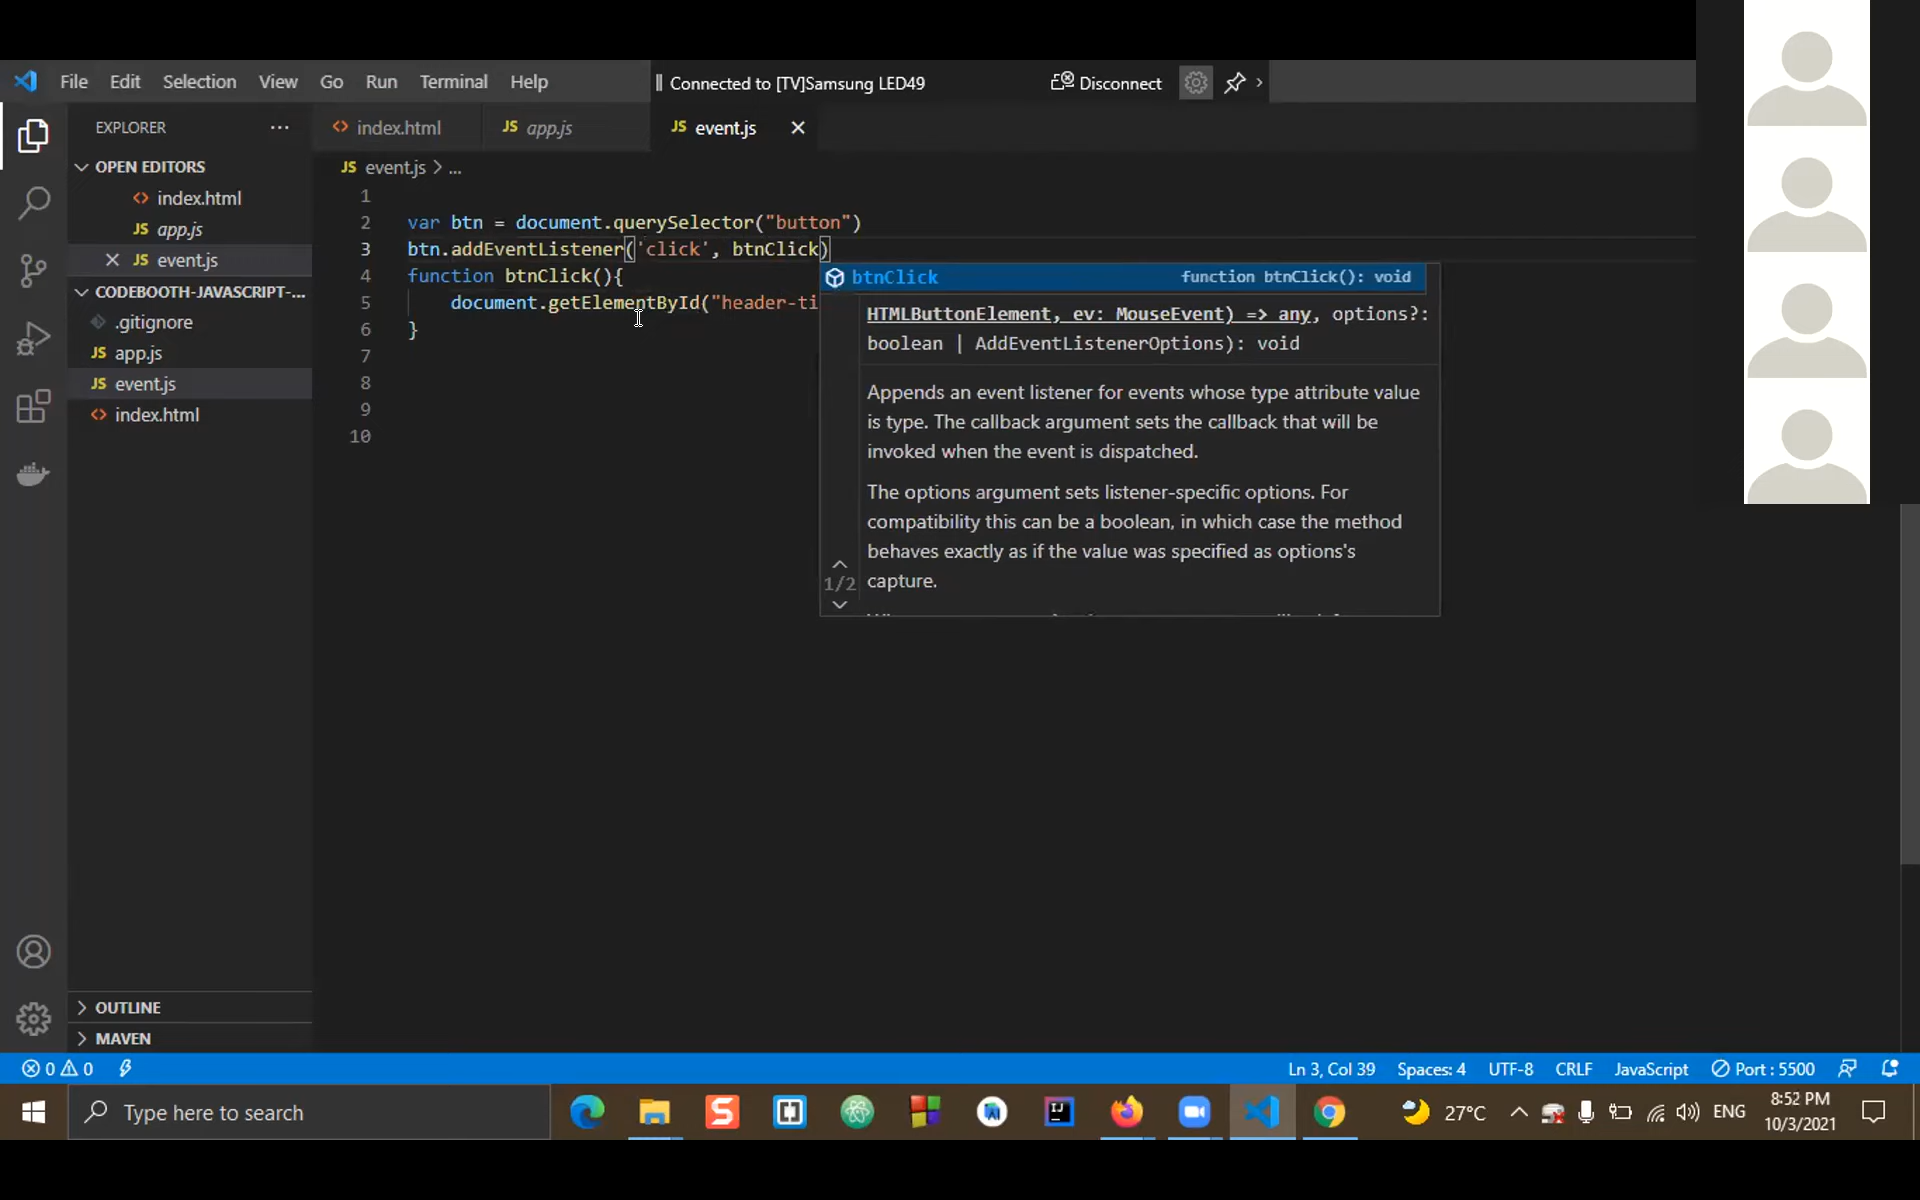 File Edit Selection View Go Run Terminal Help
Connected to [TV]Samsung LED49 Disconnect
EXPLORER
index.html JS app.js JS event.js
OPEN EDITORS
JS event.js > ...
index.html
JS app.js
JS event.js
CODEBOOTH-JAVASCRIPT-...
.gitignore
JS app.js
JS event.js
index.html
1
2 var btn = document.querySelector("button")
3 btn.addEventListener('click', btnClick)
4 function btnClick(){
5 document.getElementById("header-ti
6 }
7
8
9
10
btnClick function btnClick(): void
HTMLButtonElement, ev: MouseEvent) => any, options?:
boolean | AddEventListenerOptions): void
Appends an event listener for events whose type attribute value
is type. The callback argument sets the callback that will be
invoked when the event is dispatched.
The options argument sets listener-specific options. For
compatibility this can be a boolean, in which case the method
behaves exactly as if the value was specified as options's
capture.
1/2
OUTLINE
MAVEN
0 0
Ln 3, Col 39 Spaces: 4 UTF-8 CRLF JavaScript Port : 5500
Type here to search
27°C ENG
8:52 PM
10/3/2021